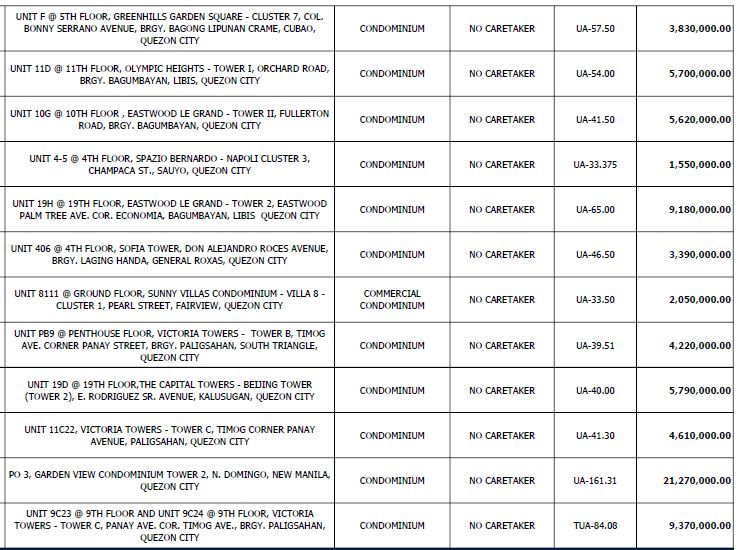 UNIT F @ 5TH FLOOR, GREENHILLS GARDEN SQUARE - CLUSTER 7, COL.
BONNY SERRANO AVENUE, BRGY. BAGONG LIPUNAN CRAME, CUBAO,
QUEZON CITY
CONDOMINIUM
NO CARETAKER
UA-57.50
3,830,000.00
UNIT 11D @ 11TH FLOOR, OLYMPIC HEIGHTS - TOWER I, ORCHARD ROAD,
BRGY. BAGUMBAYAN, LIBIS, QUEZON CITY
CONDOMINIUM
NO CARETAKER
UA-54.00
5,700,000.00
UNIT 10G @ 10TH FLOOR , EASTWOOD LE GRAND - TOWER II, FULLERTON
ROAD, BRGY. BAGUMBAYAN, QUEZON CITY
CONDOMINIUM
NO CARETAKER
UA-41.50
5,620,000.00
UNIT 4-5 @ 4TH FLOOR, SPAZIO BERNARDO - NAPOLI CLUSTER 3,
CHAMPACA ST., SAUYO, QUEZON CITY
CONDOMINIUM
NO CARETAKER
UA-33.375
1,550,000.00
UNIT 19H @ 19TH FLOOR, EASTWOOD LE GRAND - TOWER 2, EASTWOOD
PALM TREE AVE. COR. ECONOMIA, BAGUMBAYAN, LIBIS QUEZON CITY
CONDOMINIUM
NO CARETAKER
UA-65.00
9,180,000.00
UNIT 406 @ 4TH FLOOR, SOFIA TOWER, DON ALEJANDRO ROCES AVENUE,
BRGY. LAGING HANDA, GENERAL ROXAS, QUEZON CITY
CONDOMINIUM
NO CARETAKER
UA-46.50
3,390,000.00
UNIT 8111 @ GROUND FLOOR, SUNNY VILLAS CONDOMINIUM - VILLA 8 -
CLUSTER 1, PEARL STREET, FAIRVIEW, QUEZON CITY
COMMERCIAL
CONDOMINIUM
NO CARETAKER
UA-33.50
2,050,000.00
UNIT PB9 @ PENTHOUSE FLOOR, VICTORIA TOWERS - TOWER B, TIMOG
AVE. CORNER PANAY STREET, BRGY. PALIGSAHAN, SOUTH TRIANGLE,
QUEZON CITY
CONDOMINIUM
NO CARETAKER
UA-39.51
4,220,000.00
UNIT 19D @ 19TH FLOOR,THE CAPITAL TOWERS - BEIJING TOWER
(TOWER 2), E. RODRIGUEZ SR. AVENUE, KALUSUGAN, QUEZON CITY
CONDOMINIUM
NO CARETAKER
UA-40.00
5,790,000.00
UNIT 11C22, VICTORIA TOWERS - TOWER C, TIMOG CORNER PANAY
AVENUE, PALIGSAHAN, QUEZON CITY
CONDOMINIUM
NO CARETAKER
UA-41.30
4,610,000.00
PO 3, GARDEN VIEW CONDOMINIUM TOWER 2, N. DOMINGO, NEW MANILA,
QUEZON CITY
CONDOMINIUM
NO CARETAKER
UA-161.31
21,270,000.00
UNIT 9C23 @ 9TH FLOOR AND UNIT 9C24 @ 9TH FLOOR, VICTORIA
TOWERS - TOWER C, PANAY AVE. COR. TIMOG AVE., BRGY. PALIGSAHAN,
QUEZON CITY
CONDOMINIUM
NO CARETAKER
TUA-84.08
9,370,000.00